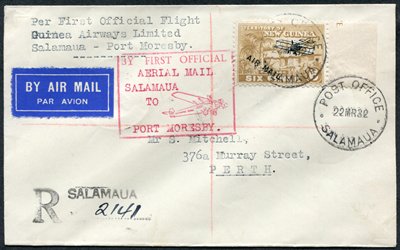 Per First Official Flight
Guinea Airways Limited
Salamaua - Port Moresby.
NEW GUINEA
AIR MAIL
SIX
SALAMAUA
BY AIR MAIL
PAR AVION
BY FIRST OFFICIAL
AERIAL MAIL
SALAMAUA
TO
PORT MORESBY.
POST OFFICE
22MR32
SALAMAUA
Mr S. Mitchell,
376a Murray Street,
PERTH.
R
SALAMAUA
2141